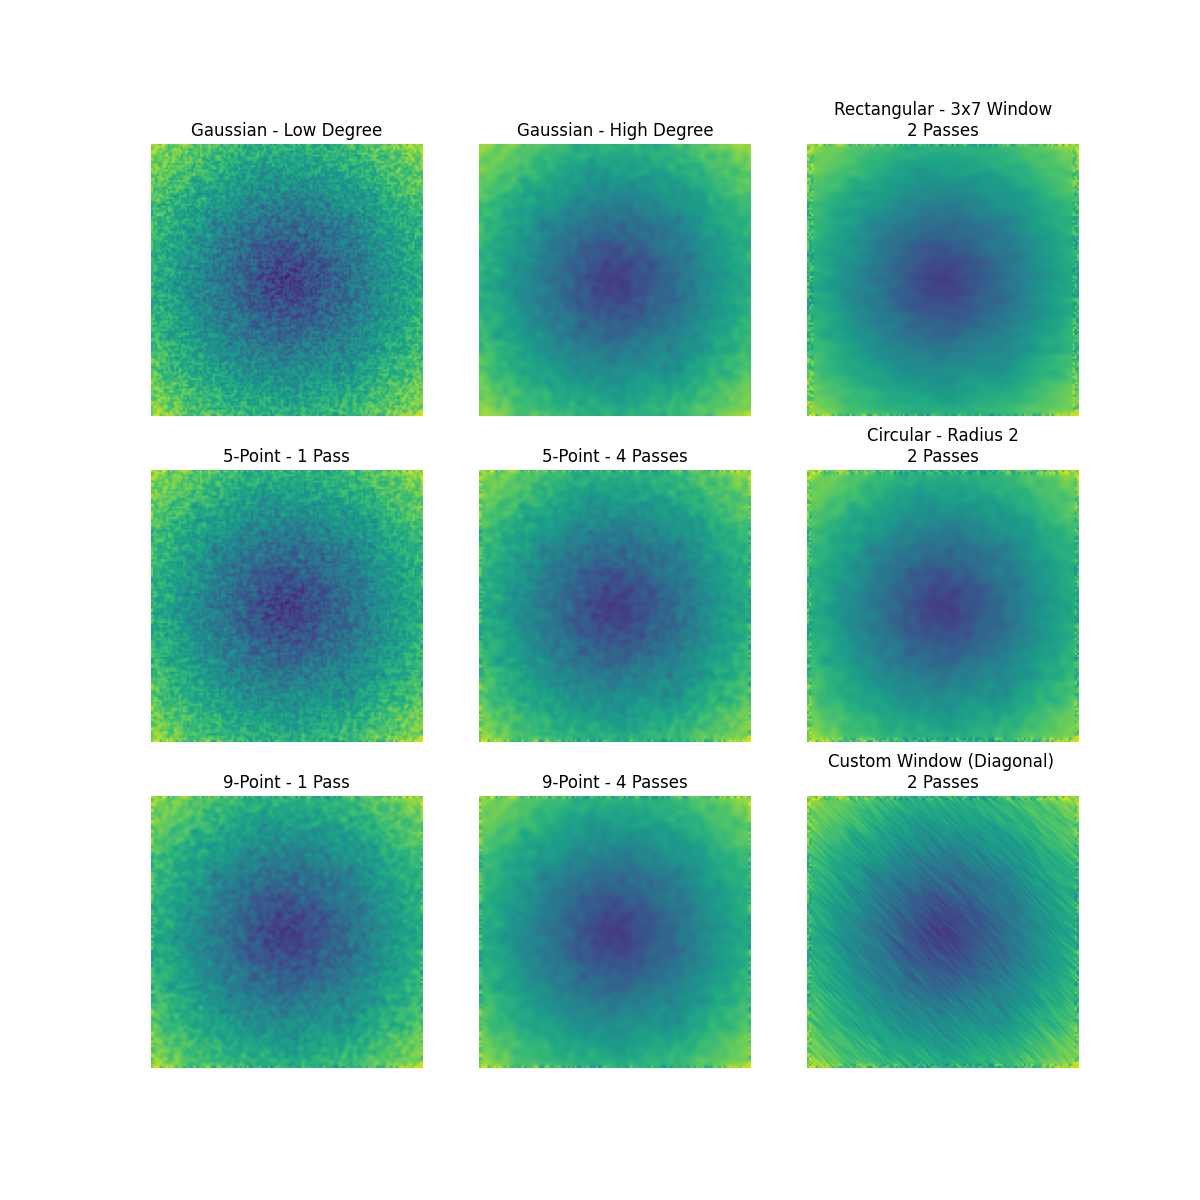 Gaussian - Low Degree
Gaussian - High Degree
Rectangular - 3x7 Window
2 Passes
5-Point - 1 Pass
5-Point - 4 Passes
Circular - Radius 2
2 Passes
9-Point - 1 Pass
9-Point - 4 Passes
Custom Window (Diagonal)
2 Passes